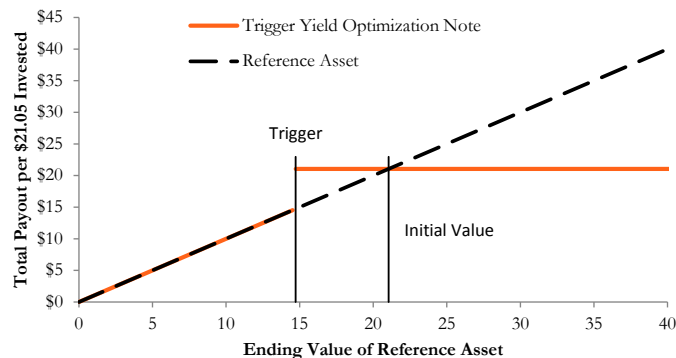 $45
$40
$35
$30
$25
$20
$15
$10
$5
$0
Total Payout per $21.05 Invested
Trigger Yield Optimization Note
Reference Asset
Trigger
Initial Value
0 5 10 15 20 25 30 35 40
Ending Value of Reference Asset